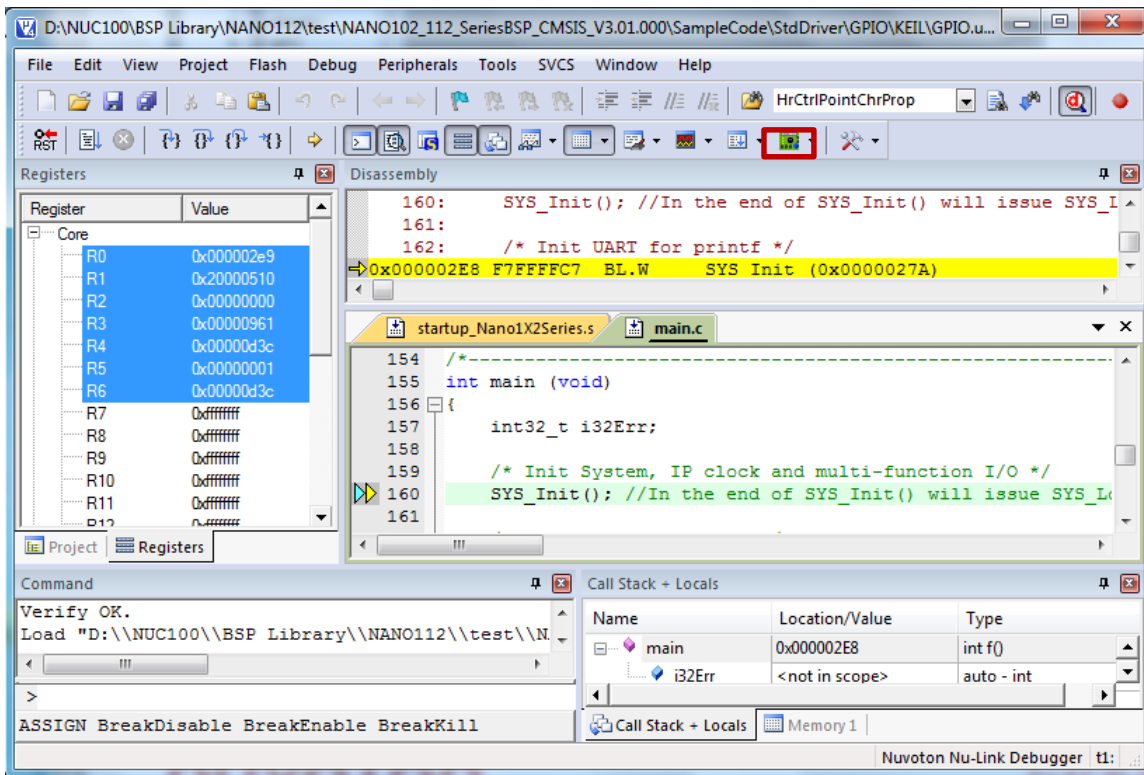 D:\NUC100\BSP Library\NANO112\test\NANO102_112_SeriesBSP_CMSIS_V3.01.000\SampleCode\StdDriver\GPIO\KEIL\GPIO.u...
File Edit View Project Flash Debug Peripherals Tools SVCS Window Help
HrCtrlPointChrProp
RST
Registers
Register Value
Core
R0 0x000002e9
R1 0x20000510
R2 0x00000000
R3 0x00000961
R4 0x00000d3c
R5 0x00000001
R6 0x00000d3c
R7 0xffffffff
R8 0xffffffff
R9 0xffffffff
R10 0xffffffff
R11 0xffffffff
R12 0xffffffff
Project Registers
Disassembly
160: SYS_Init(); //In the end of SYS_Init() will issue SYS_L
161:
162: /* Init UART for printf */
0x000002E8 F7FFFFC7 BL.W SYS_Init (0x0000027A)
startup_Nano1X2Series.s main.c
154 /*---------------------------------------------------------
155 int main (void)
156 {
157 int32_t i32Err;
158
159 /* Init System, IP clock and multi-function I/O */
160 SYS_Init(); //In the end of SYS_Init() will issue SYS_Lo
161
Command
Verify OK.
Load "D:\\NUC100\\BSP Library\\NANO112\\test\\N
>
ASSIGN BreakDisable BreakEnable BreakKill
Call Stack + Locals
Name Location/Value Type
main 0x000002E8 int f()
i32Err <not in scope> auto - int
Call Stack + Locals Memory 1
Nuvoton Nu-Link Debugger t1: